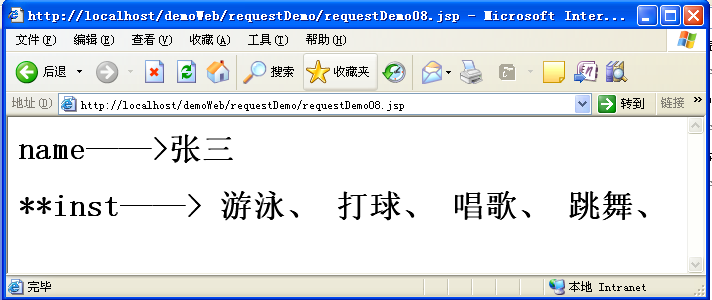 http://localhost/demoWeb/requestDemo/requestDemo08.jsp - Microsoft Inter...
文件(F) 编辑(E) 查看(V) 收藏(A) 工具(T) 帮助(H)
后退 搜索 收藏夹
地址(D) http://localhost/demoWeb/requestDemo/requestDemo08.jsp 转到 链接 »
name——>张三
**inst——> 游泳、 打球、 唱歌、 跳舞、
完毕 本地 Intranet